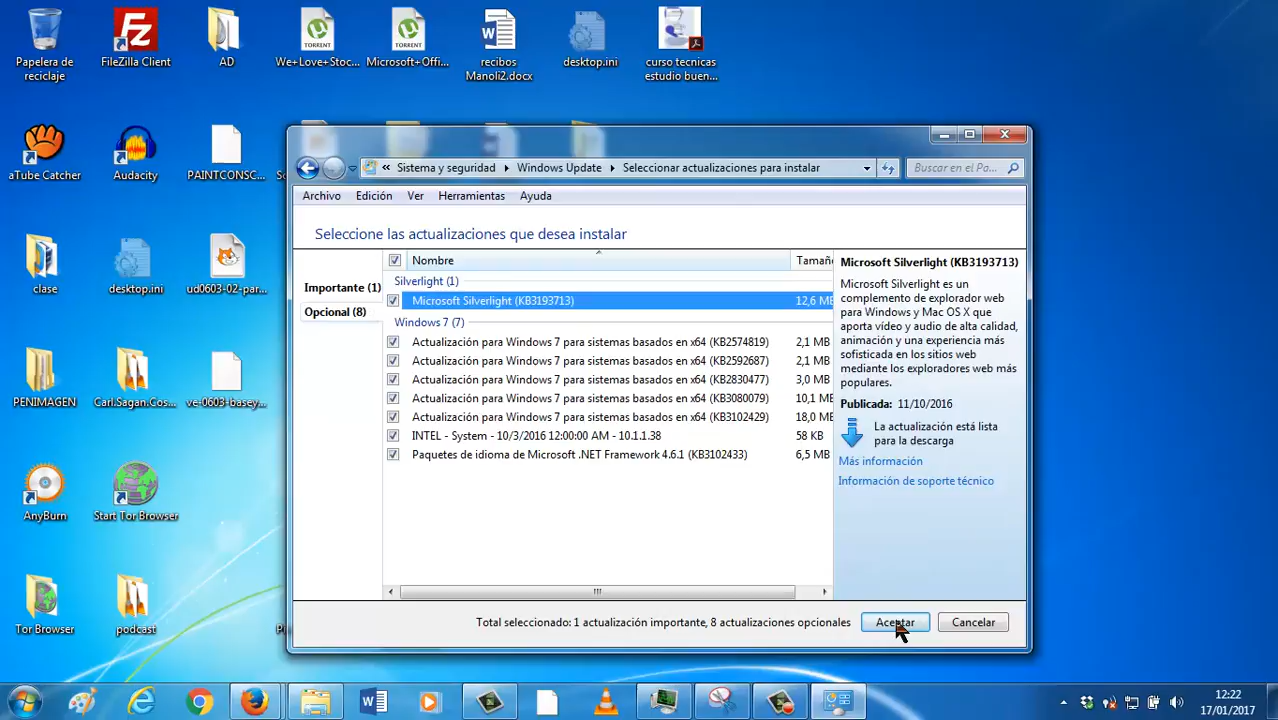 Papelera de
reciclaje
FileZilla Client
AD
TORRENT
We+Love+Stoc...
TORRENT
Microsoft+Offi...
recibos
Manoli2.docx
desktop.ini
curso tecnicas
estudio buen...
aTube Catcher
Audacity
PAINTCONSC...
clase
desktop.ini
ud0603-02-par...
PENIMAGEN
Carl.Sagan.Cos...
ve-0603-basey...
AnyBurn
Start Tor Browser
Tor Browser
podcast
« Sistema y seguridad
Windows Update
Seleccionar actualizaciones para instalar
Buscar en el Pa...
Archivo
Edición
Ver
Herramientas
Ayuda
Seleccione las actualizaciones que desea instalar
Importante (1)
Opcional (8)
Nombre
Tamaño
Silverlight (1)
Microsoft Silverlight (KB3193713) 12,6 MB
Windows 7 (7)
Actualización para Windows 7 para sistemas basados en x64 (KB2574819) 2,1 MB
Actualización para Windows 7 para sistemas basados en x64 (KB2592687) 2,1 MB
Actualización para Windows 7 para sistemas basados en x64 (KB2830477) 3,0 MB
Actualización para Windows 7 para sistemas basados en x64 (KB3080079) 10,1 MB
Actualización para Windows 7 para sistemas basados en x64 (KB3102429) 18,0 MB
INTEL - System - 10/3/2016 12:00:00 AM - 10.1.1.38 58 KB
Paquetes de idioma de Microsoft .NET Framework 4.6.1 (KB3102433) 6,5 MB
Microsoft Silverlight (KB3193713)
Microsoft Silverlight es un
complemento de explorador web
para Windows y Mac OS X que
aporta vídeo y audio de alta calidad,
animación y una experiencia más
sofisticada en los sitios web
mediante los exploradores web más
populares.
Publicada: 11/10/2016
La actualización está lista
para la descarga
Más información
Información de soporte técnico
Total seleccionado: 1 actualización importante, 8 actualizaciones opcionales
Aceptar
Cancelar
12:22
17/01/2017